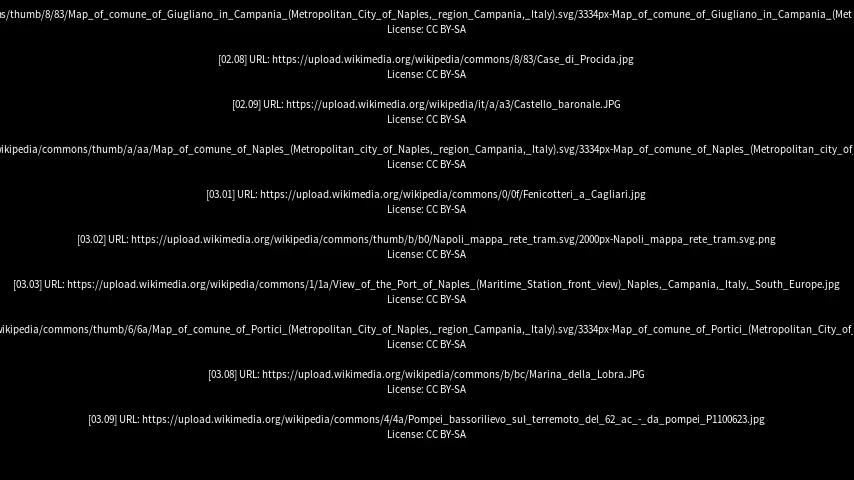 s/thumb/8/83/Map_of_comune_of_Giugliano_in_Campania_(Metropolitan_City_of_Naples,_region_Campania,_Italy).svg/3334px-Map_of_comune_of_Giugliano_in_Campania_(Met
License: CC BY-SA
[02.08] URL: https://upload.wikimedia.org/wikipedia/commons/8/83/Case_di_Procida.jpg
License: CC BY-SA
[02.09] URL: https://upload.wikimedia.org/wikipedia/it/a/a3/Castello_baronale.JPG
License: CC BY-SA
wikipedia/commons/thumb/a/aa/Map_of_comune_of_Naples_(Metropolitan_city_of_Naples,_region_Campania,_Italy).svg/3334px-Map_of_comune_of_Naples_(Metropolitan_city_of_
License: CC BY-SA
[03.01] URL: https://upload.wikimedia.org/wikipedia/commons/0/0f/Fenicotteri_a_Cagliari.jpg
License: CC BY-SA
[03.02] URL: https://upload.wikimedia.org/wikipedia/commons/thumb/b/b0/Napoli_mappa_rete_tram.svg/2000px-Napoli_mappa_rete_tram.svg.png
License: CC BY-SA
[03.03] URL: https://upload.wikimedia.org/wikipedia/commons/1/1a/View_of_the_Port_of_Naples_(Maritime_Station_front_view)_Naples,_Campania,_Italy,_South_Europe.jpg
License: CC BY-SA
wikipedia/commons/thumb/6/6a/Map_of_comune_of_Portici_(Metropolitan_City_of_Naples,_region_Campania,_Italy).svg/3334px-Map_of_comune_of_Portici_(Metropolitan_City_of_
License: CC BY-SA
[03.08] URL: https://upload.wikimedia.org/wikipedia/commons/b/bc/Marina_della_Lobra.JPG
License: CC BY-SA
[03.09] URL: https://upload.wikimedia.org/wikipedia/commons/4/4a/Pompei_bassorilievo_sul_terremoto_del_62_ac_-_da_pompei_P1100623.jpg
License: CC BY-SA